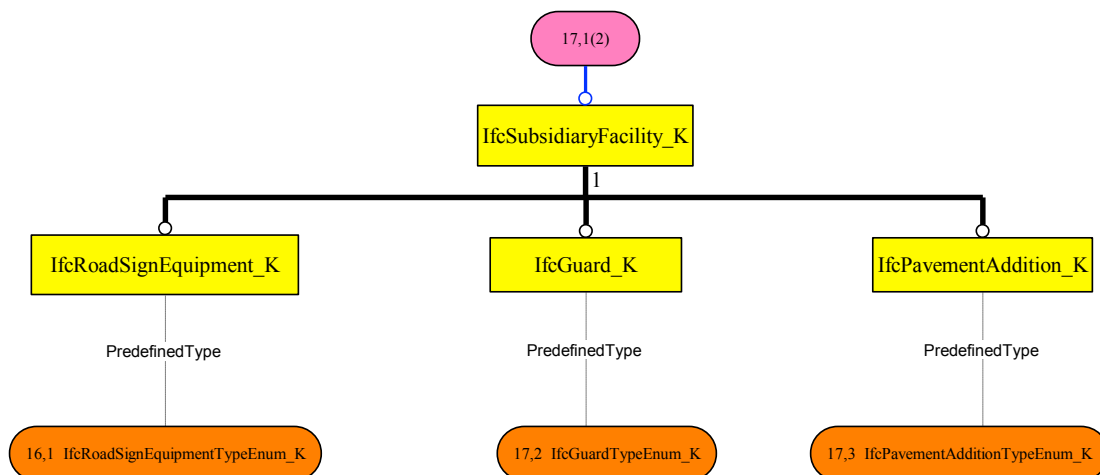 17,1(2)
IfcSubsidiaryFacility_K
1
IfcRoadSignEquipment_K
IfcGuard_K
IfcPavementAddition_K
PredefinedType
PredefinedType
PredefinedType
16,1 IfcRoadSignEquipmentTypeEnum_K
17,2 IfcGuardTypeEnum_K
17,3 IfcPavementAdditionTypeEnum_K